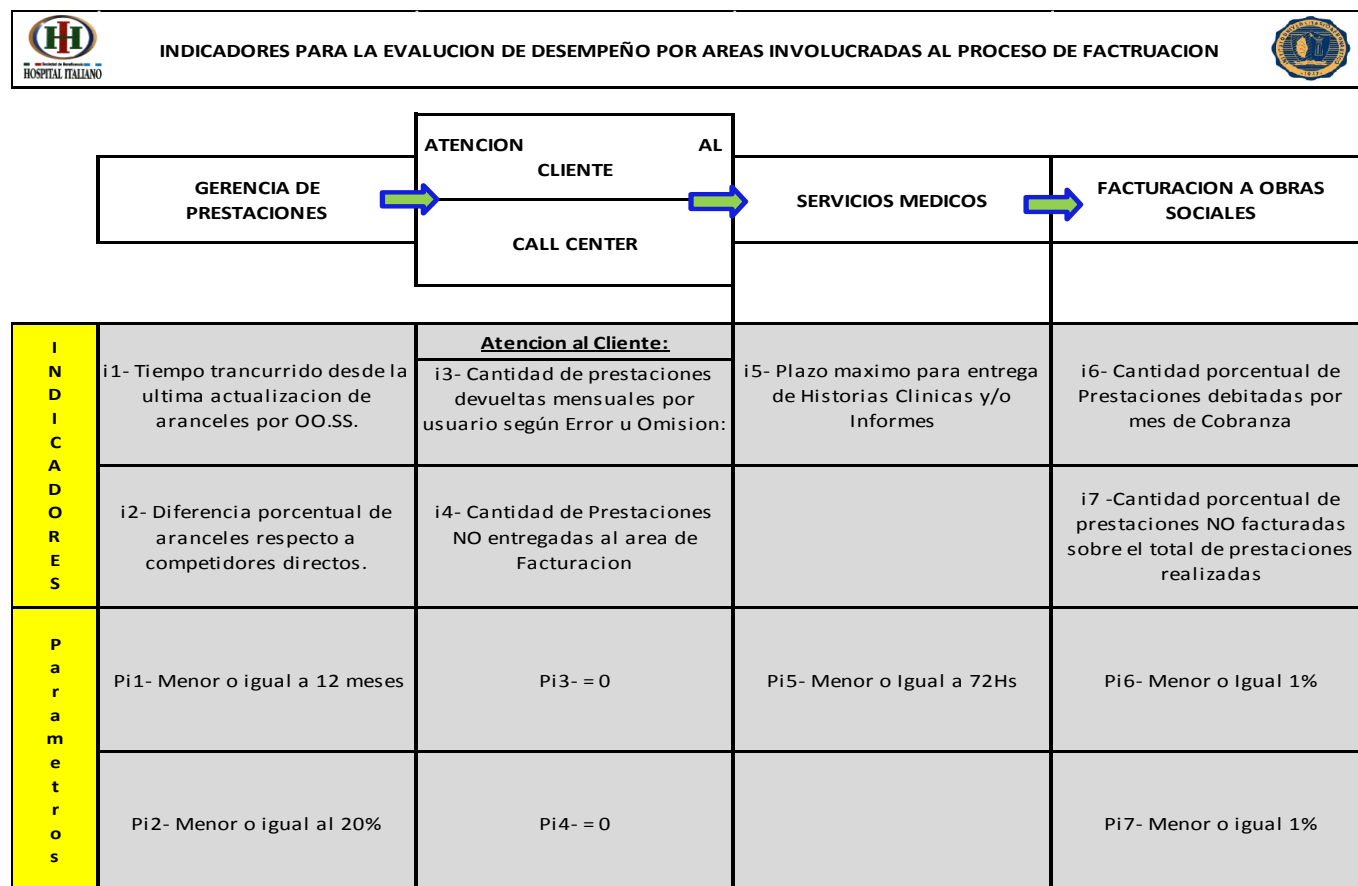 HOSPITAL ITALIANO
INDICADORES PARA LA EVALUCION DE DESEMPEÑO POR AREAS INVOLUCRADAS AL PROCESO DE FACTRUACION
GERENCIA DE
PRESTACIONES
ATENCION AL
CLIENTE
CALL CENTER
SERVICIOS MEDICOS
FACTURACION A OBRAS
SOCIALES
I
N
D
I
C
A
D
O
R
E
S
i1- Tiempo trancurrido desde la
ultima actualizacion de
aranceles por OO.SS.
Atencion al Cliente:
i3- Cantidad de prestaciones
devueltas mensuales por
usuario según Error u Omision:
i5- Plazo maximo para entrega
de Historias Clinicas y/o
Informes
i6- Cantidad porcentual de
Prestaciones debitadas por
mes de Cobranza
i2- Diferencia porcentual de
aranceles respecto a
competidores directos.
i4- Cantidad de Prestaciones
NO entregadas al area de
Facturacion
i7 -Cantidad porcentual de
prestaciones NO facturadas
sobre el total de prestaciones
realizadas
P
a
r
a
m
e
t
r
o
s
Pi1- Menor o igual a 12 meses
Pi3- = 0
Pi5- Menor o Igual a 72Hs
Pi6- Menor o Igual 1%
Pi2- Menor o igual al 20%
Pi4- = 0
Pi7- Menor o igual 1%